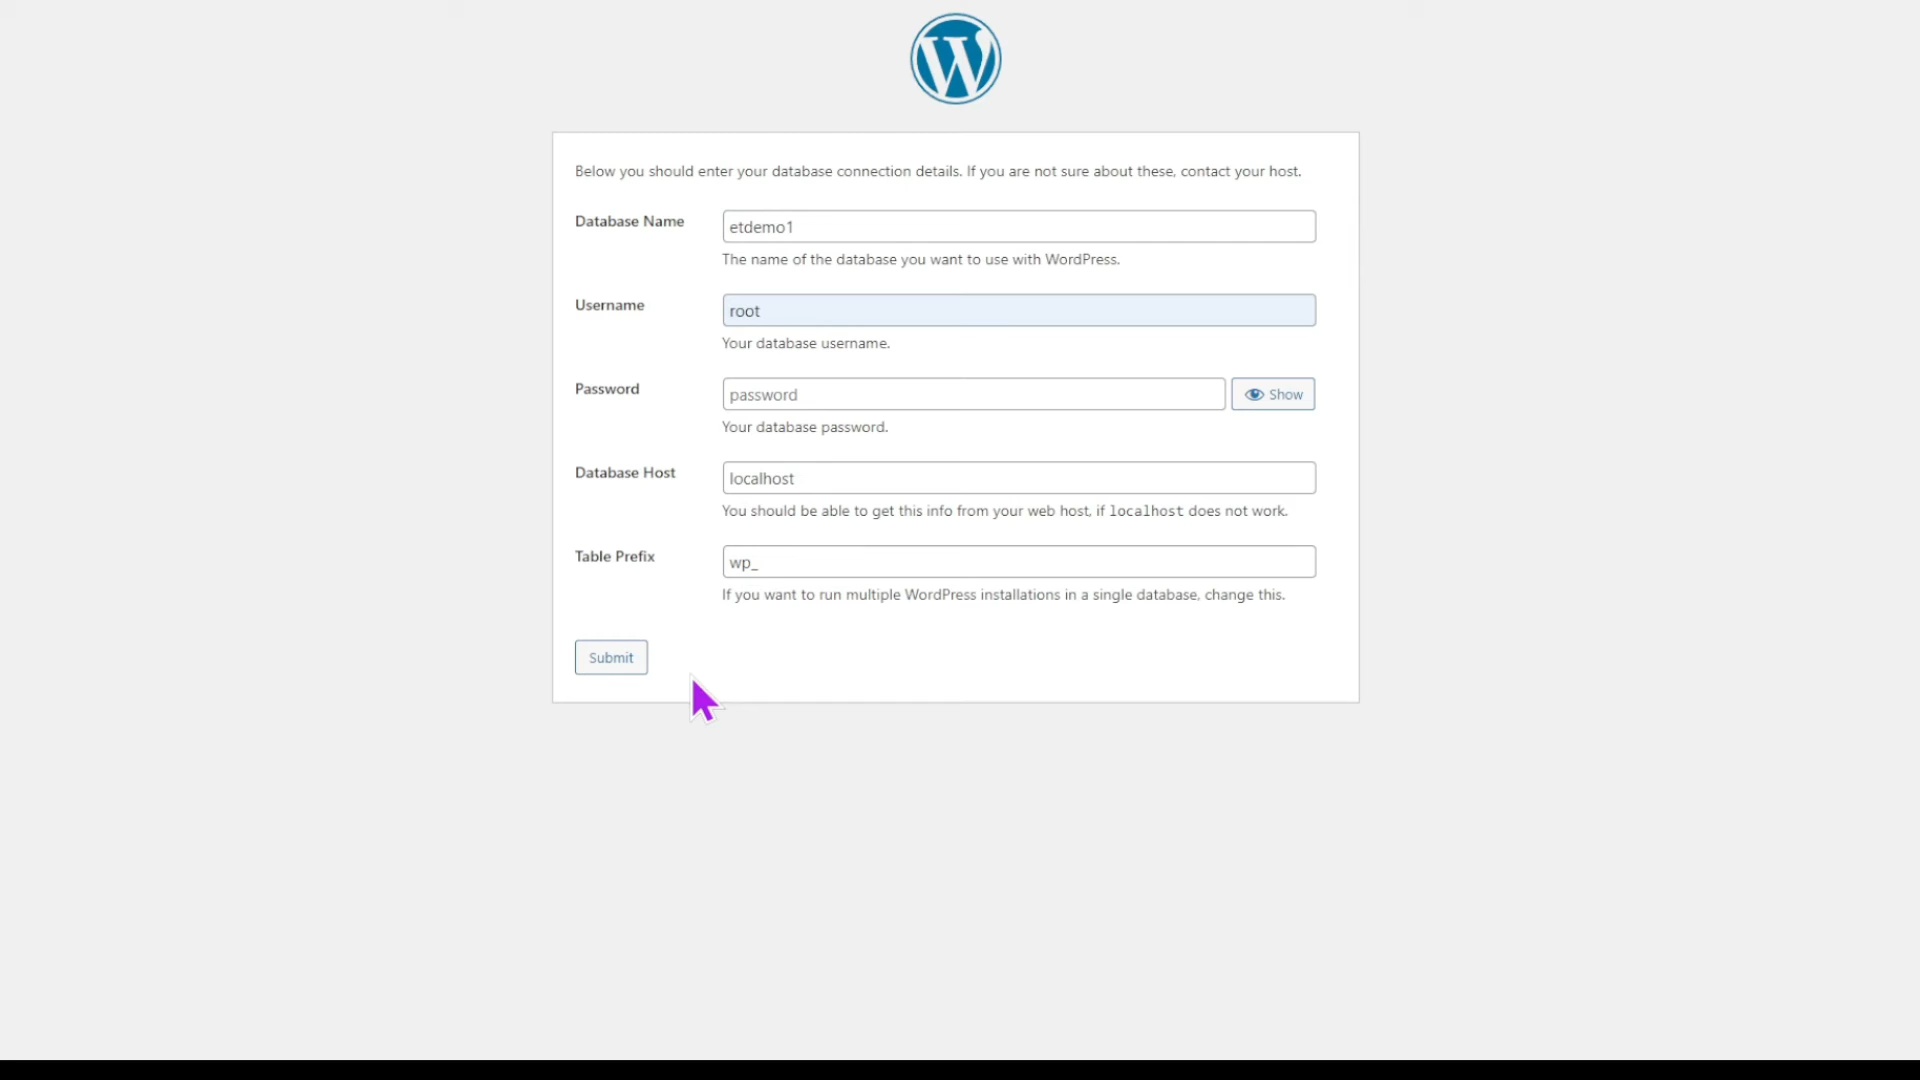 Below you should enter your database connection details. If you are not sure about these, contact your host.
Database Name
etdemo1
The name of the database you want to use with WordPress.
Username
root
Your database username.
Password
password
Show
Your database password.
Database Host
localhost
You should be able to get this info from your web host, if localhost does not work.
Table Prefix
wp_
If you want to run multiple WordPress installations in a single database, change this.
Submit